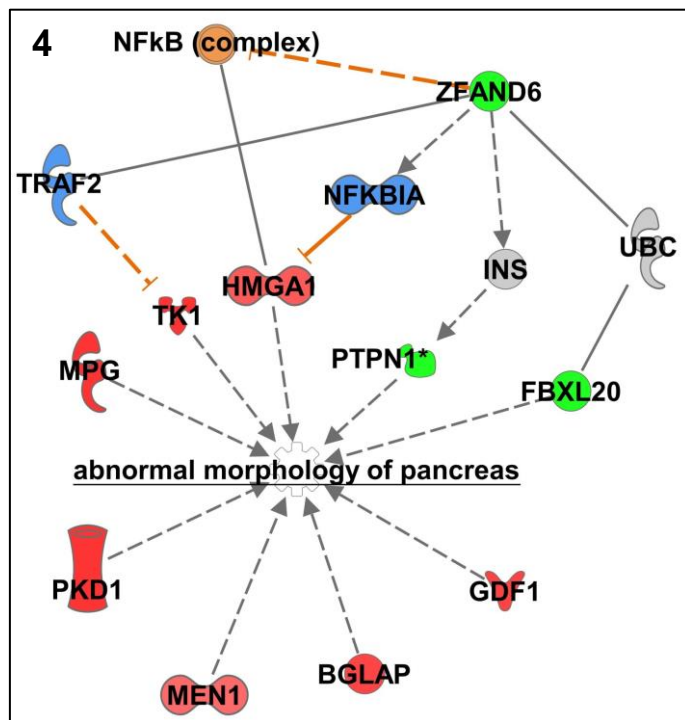 4
NFkB (complex)
ZFAND6
TRAF2
NFKBIA
UBC
INS
HMGA1
TK1
PTPN1*
MPG
FBXL20
abnormal morphology of pancreas
PKD1
GDF1
BGLAP
MEN1